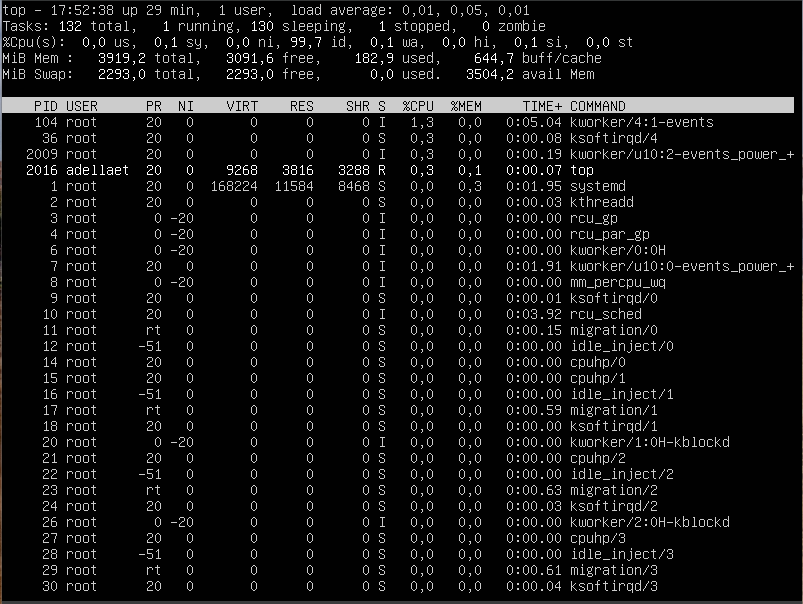 top - 17:52:38 up 29 min,  1 user,  load average: 0,01, 0,05, 0,01
Tasks: 132 total,   1 running, 130 sleeping,   1 stopped,   0 zombie
%Cpu(s):  0,0 us,  0,1 sy,  0,0 ni, 99,7 id,  0,1 wa,  0,0 hi,  0,1 si,  0,0 st
MiB Mem :   3919,2 total,   3091,6 free,    182,9 used,    644,7 buff/cache
MiB Swap:   2293,0 total,   2293,0 free,      0,0 used.   3504,2 avail Mem
PID USER      PR  NI    VIRT    RES    SHR S  %CPU  %MEM     TIME+ COMMAND
104 root      20   0       0      0      0 I   1,3   0,0   0:05.04 kworker/4:1-events
36 root      20   0       0      0      0 S   0,3   0,0   0:00.08 ksoftirqd/4
2009 root      20   0       0      0      0 I   0,3   0,0   0:00.19 kworker/u10:2-events_power_+
2016 adellaet  20   0    9268   3816   3288 R   0,3   0,1   0:00.07 top
1 root      20   0  168224  11584   8468 S   0,0   0,3   0:01.95 systemd
2 root      20   0       0      0      0 S   0,0   0,0   0:00.03 kthreadd
3 root       0 -20       0      0      0 I   0,0   0,0   0:00.00 rcu_gp
4 root       0 -20       0      0      0 I   0,0   0,0   0:00.00 rcu_par_gp
6 root       0 -20       0      0      0 I   0,0   0,0   0:00.00 kworker/0:0H
7 root      20   0       0      0      0 I   0,0   0,0   0:01.91 kworker/u10:0-events_power_+
8 root       0 -20       0      0      0 I   0,0   0,0   0:00.00 mm_percpu_wq
9 root      20   0       0      0      0 S   0,0   0,0   0:00.01 ksoftirqd/0
10 root      20   0       0      0      0 I   0,0   0,0   0:03.92 rcu_sched
11 root      rt   0       0      0      0 S   0,0   0,0   0:00.15 migration/0
12 root     -51   0       0      0      0 S   0,0   0,0   0:00.00 idle_inject/0
14 root      20   0       0      0      0 S   0,0   0,0   0:00.00 cpuhp/0
15 root      20   0       0      0      0 S   0,0   0,0   0:00.00 cpuhp/1
16 root     -51   0       0      0      0 S   0,0   0,0   0:00.00 idle_inject/1
17 root      rt   0       0      0      0 S   0,0   0,0   0:00.59 migration/1
18 root      20   0       0      0      0 S   0,0   0,0   0:00.00 ksoftirqd/1
20 root       0 -20       0      0      0 I   0,0   0,0   0:00.00 kworker/1:0H-kblockd
21 root      20   0       0      0      0 S   0,0   0,0   0:00.00 cpuhp/2
22 root     -51   0       0      0      0 S   0,0   0,0   0:00.00 idle_inject/2
23 root      rt   0       0      0      0 S   0,0   0,0   0:00.63 migration/2
24 root      20   0       0      0      0 S   0,0   0,0   0:00.03 ksoftirqd/2
26 root       0 -20       0      0      0 I   0,0   0,0   0:00.00 kworker/2:0H-kblockd
27 root      20   0       0      0      0 S   0,0   0,0   0:00.00 cpuhp/3
28 root     -51   0       0      0      0 S   0,0   0,0   0:00.00 idle_inject/3
29 root      rt   0       0      0      0 S   0,0   0,0   0:00.61 migration/3
30 root      20   0       0      0      0 S   0,0   0,0   0:00.04 ksoftirqd/3